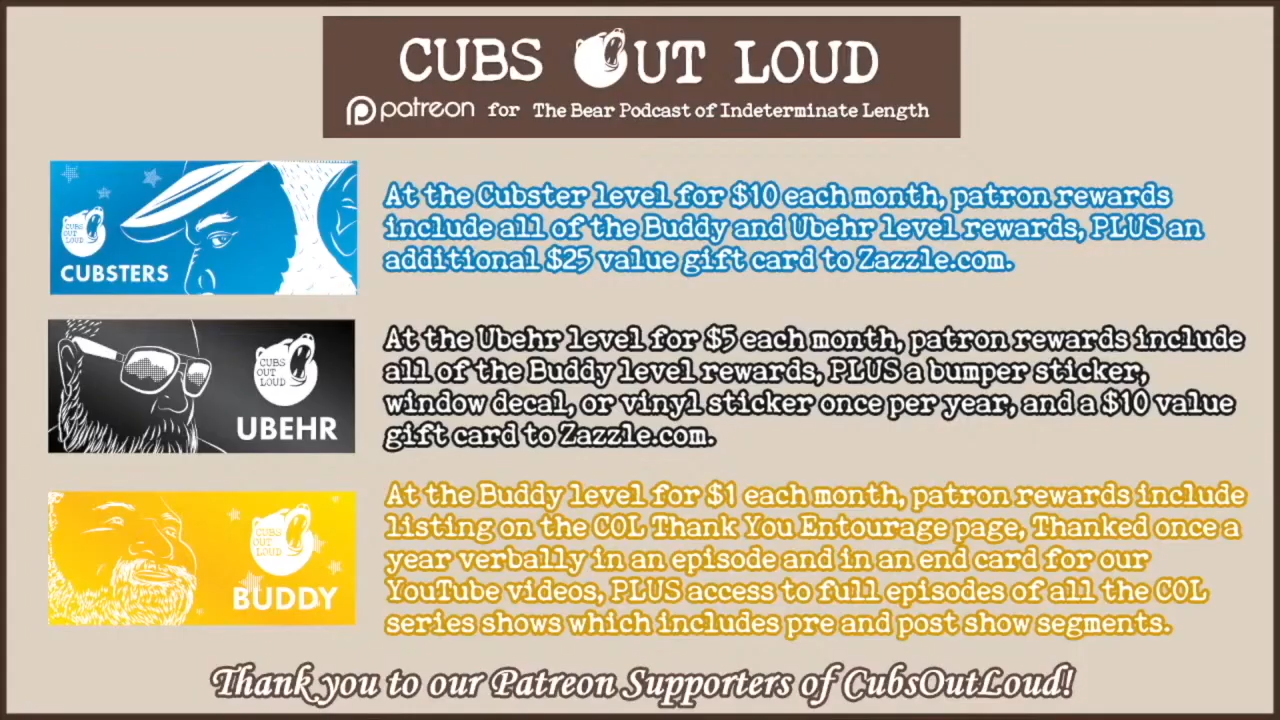 CUBS OUT LOUD
patreon for The Bear Podcast of Indeterminate Length
CUBS
OUT
LOUD
CUBSTERS
At the Cubster level for $10 each month, patron rewards
include all of the Buddy and Ubehr level rewards, PLUS an
additional $25 value gift card to Zazzle.com.
CUBS
OUT
LOUD
UBEHR
At the Ubehr level for $5 each month, patron rewards include
all of the Buddy level rewards, PLUS a bumper sticker,
window decal, or vinyl sticker once per year, and a $10 value
gift card to Zazzle.com.
CUBS
OUT
LOUD
BUDDY
At the Buddy level for $1 each month, patron rewards include
listing on the COL Thank You Entourage page, Thanked once a
year verbally in an episode and in an end card for our
YouTube videos, PLUS access to full episodes of all the COL
series shows which includes pre and post show segments.
Thank you to our Patreon Supporters of CubsOutLoud!